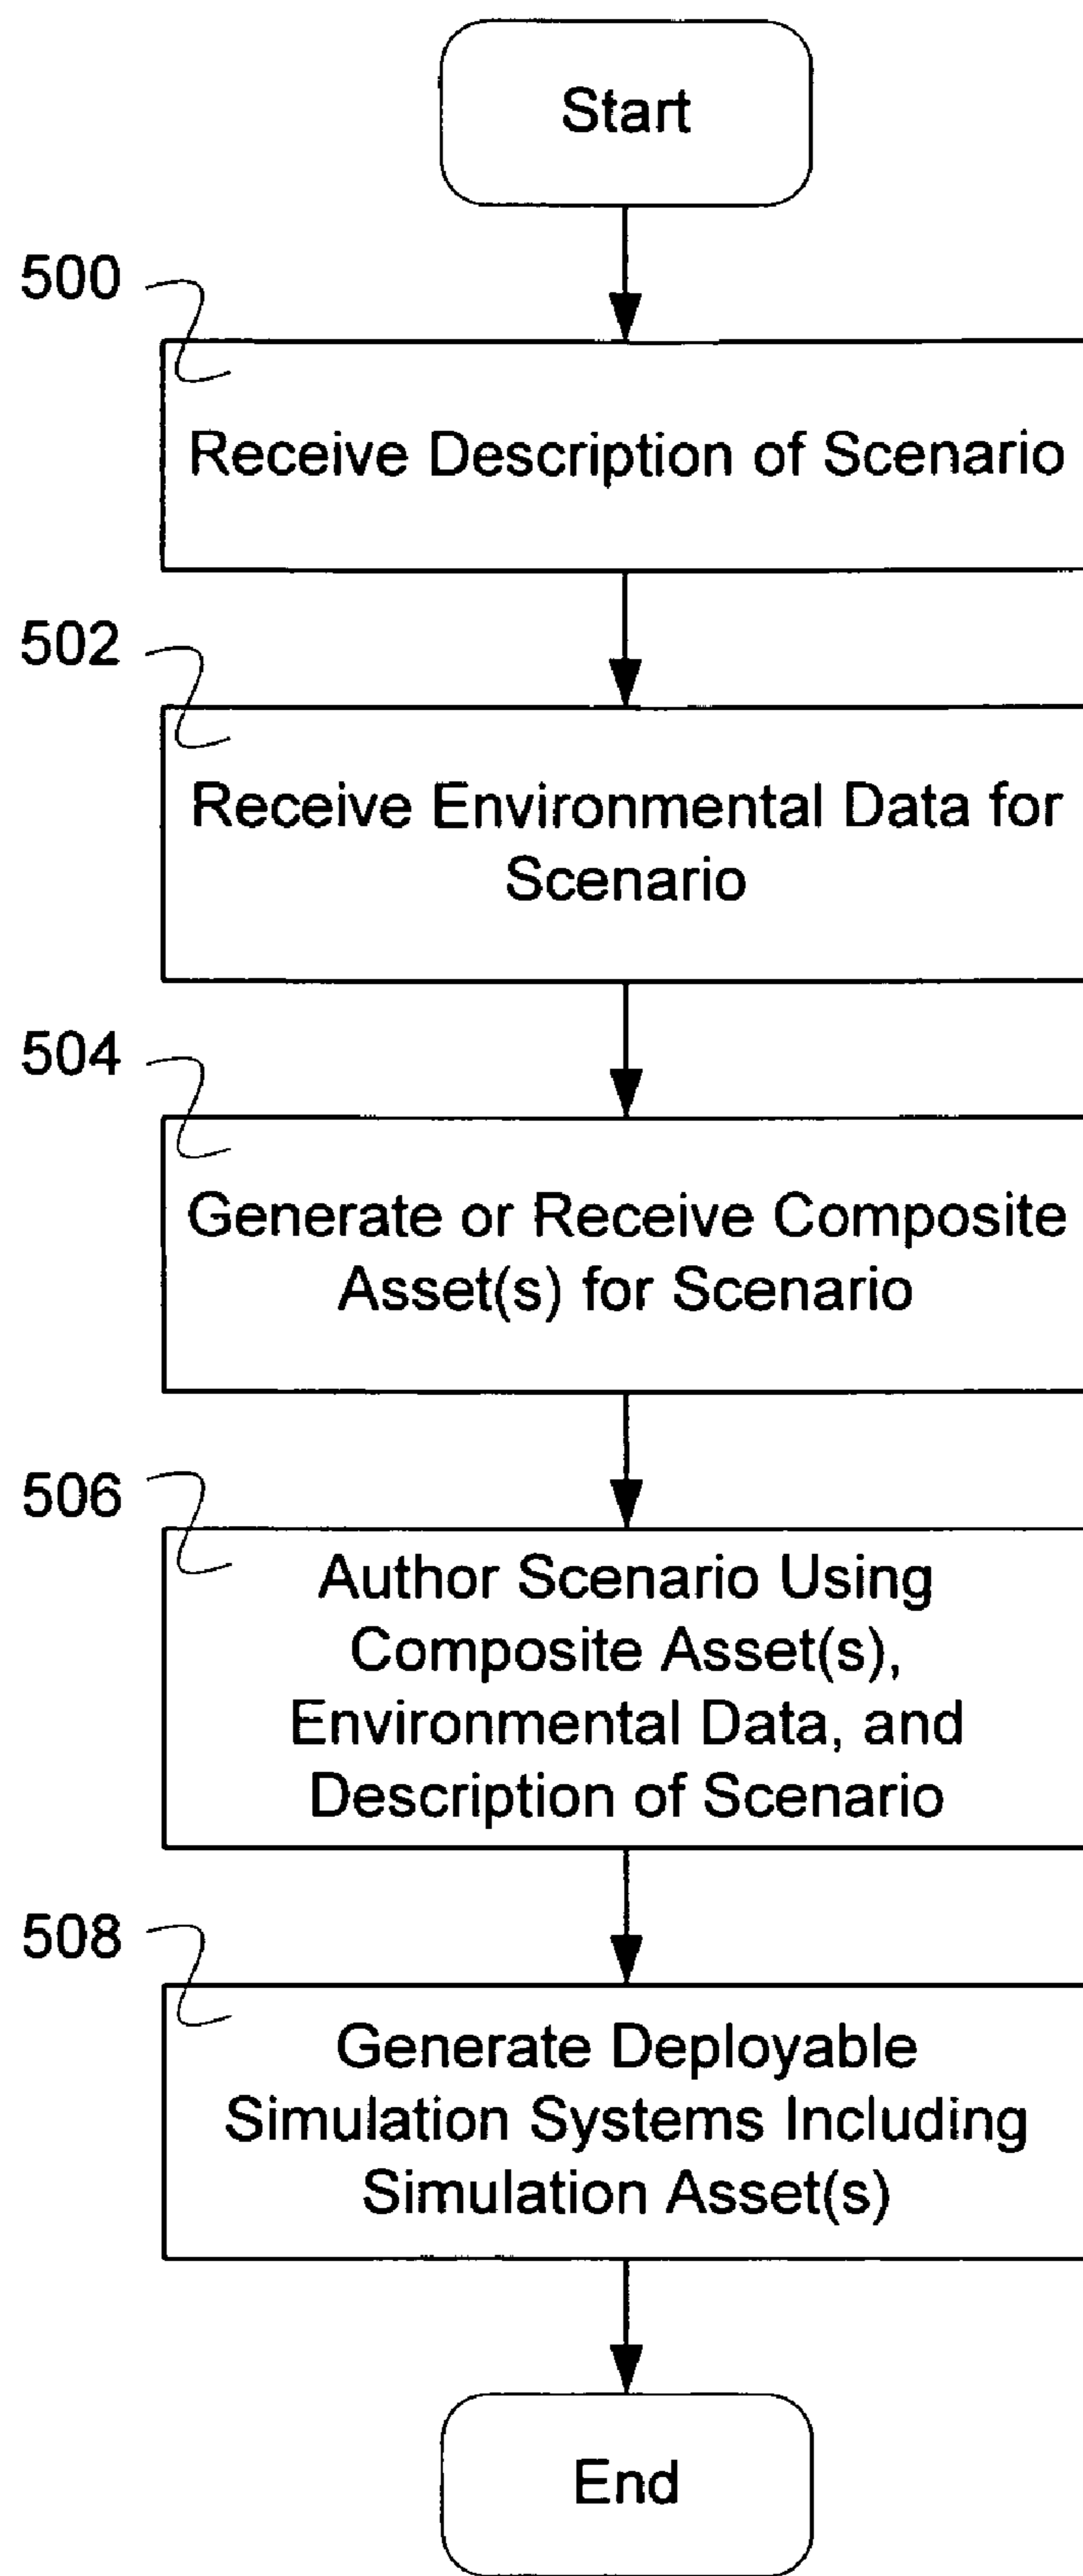 Start
500
Receive Description of Scenario
502
Receive Environmental Data for
Scenario
504
Generate or Receive Composite
Asset(s) for Scenario
506
Author Scenario Using
Composite Asset(s),
Environmental Data, and
Description of Scenario
508
Generate Deployable
Simulation Systems Including
Simulation Asset(s)
End